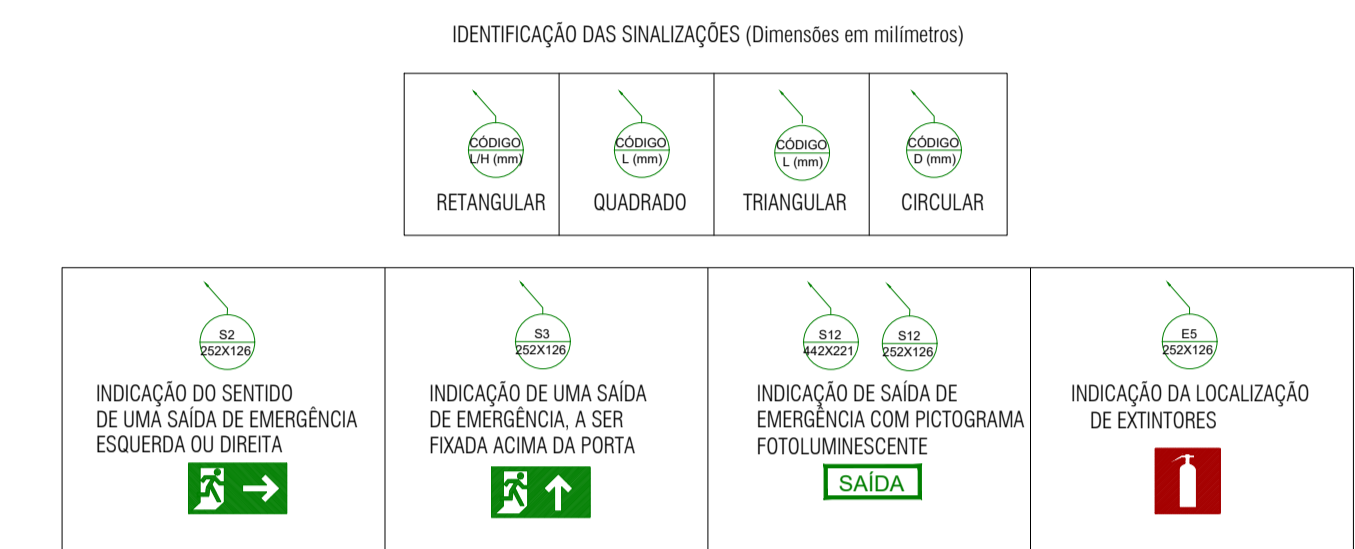 IDENTIFICAÇÃO DAS SINALIZAÇÕES (Dimensões em milímetros)
CÓDIGO
L/H (mm)
RETANGULAR
CÓDIGO
L (mm)
QUADRADO
CÓDIGO
L (mm)
TRIANGULAR
CÓDIGO
D (mm)
CIRCULAR
S2
252X126
INDICAÇÃO DO SENTIDO
DE UMA SAÍDA DE EMERGÊNCIA
ESQUERDA OU DIREITA
S3
252X126
INDICAÇÃO DE UMA SAÍDA
DE EMERGÊNCIA, A SER
FIXADA ACIMA DA PORTA
S12
442X221
S12
252X126
INDICAÇÃO DE SAÍDA DE
EMERGÊNCIA COM PICTOGRAMA
FOTOLUMINESCENTE
SAÍDA
E5
252X126
INDICAÇÃO DA LOCALIZAÇÃO
DE EXTINTORES